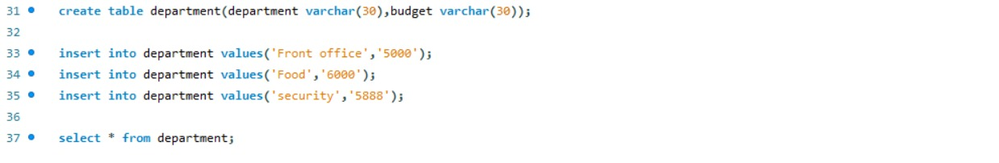 31 create table department(department varchar(30),budget varchar(30));
32
33 insert into department values('Front office','5000');
34 insert into department values('Food','6000');
35 insert into department values('security','5888');
36
37 select * from department;